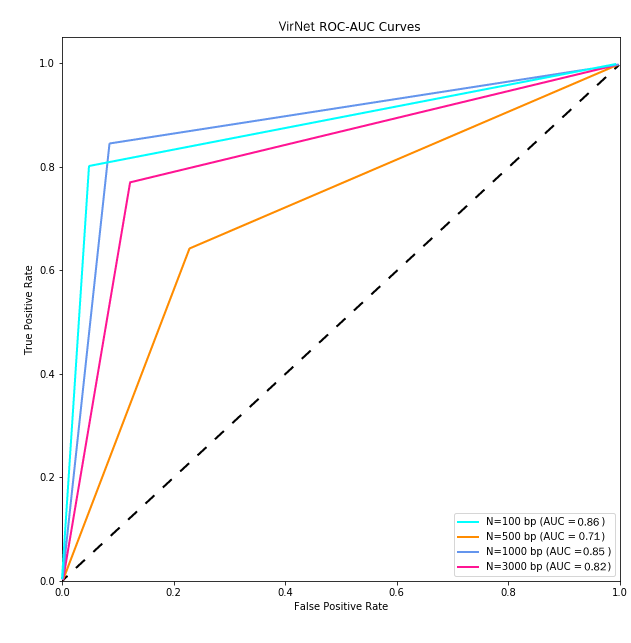 VirNet ROC-AUC Curves
1.0
0.8
0.6
0.4
0.2
0.0
True Positive Rate
0.0 0.2 0.4 0.6 0.8 1.0
False Positive Rate
N=100 bp (AUC = 0.86 )
N=500 bp (AUC = 0.71)
N=1000 bp (AUC = 0.85 )
N=3000 bp (AUC = 0.82)